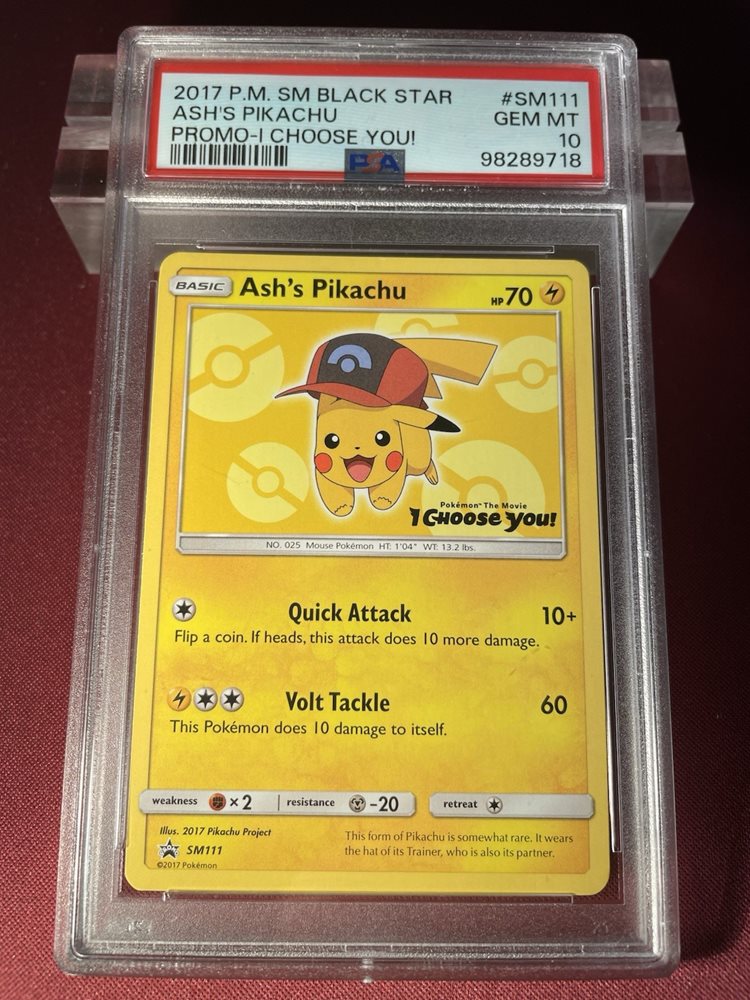 2017 P.M. SM BLACK STAR #SM111
ASH'S PIKACHU GEM MT
PROMO-I CHOOSE YOU! 10
PSA 98289718
BASIC Ash's Pikachu HP 70
Pokémon™ The Movie
I CHOOSE YOU!
NO. 025 Mouse Pokémon HT: 1'04" WT: 13.2 lbs.
Quick Attack 10+
Flip a coin. If heads, this attack does 10 more damage.
Volt Tackle 60
This Pokémon does 10 damage to itself.
weakness ×2 resistance -20 retreat
Illus. 2017 Pikachu Project
SM111
©2017 Pokémon
This form of Pikachu is somewhat rare. It wears
the hat of its Trainer, who is also its partner.